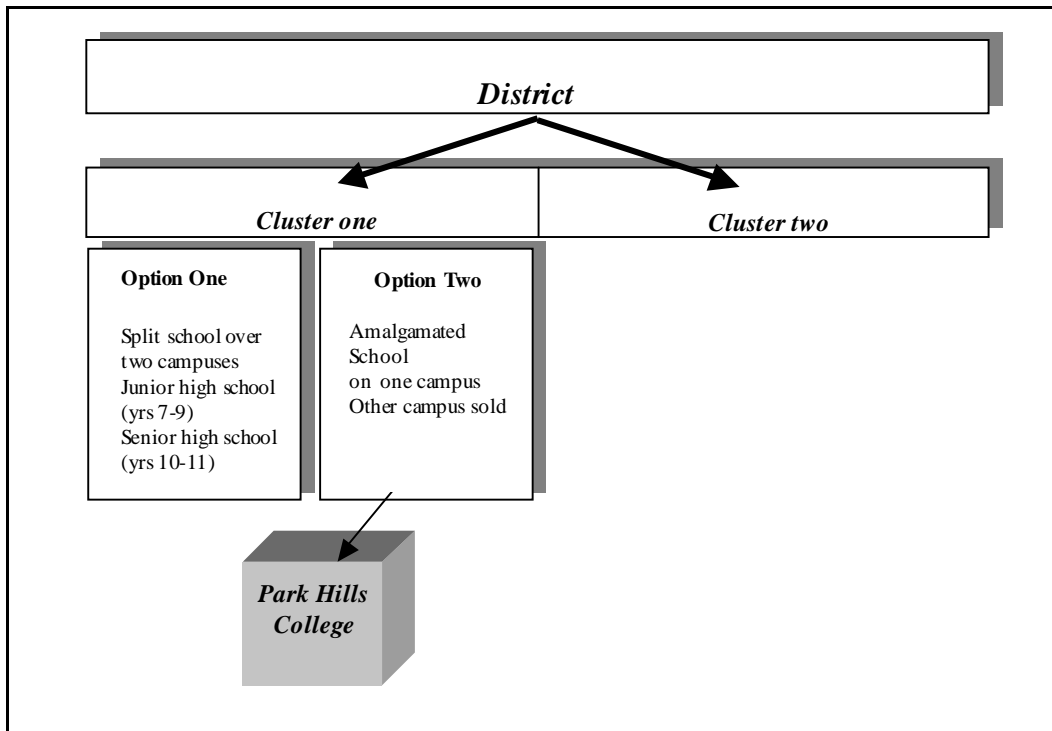 District
Cluster one
Cluster two
Option One
Split school over
two campuses
Junior high school
(yrs 7-9)
Senior high school
(yrs 10-11)
Option Two
Amalgamated
School
on one campus
Other campus sold
Park Hills
College